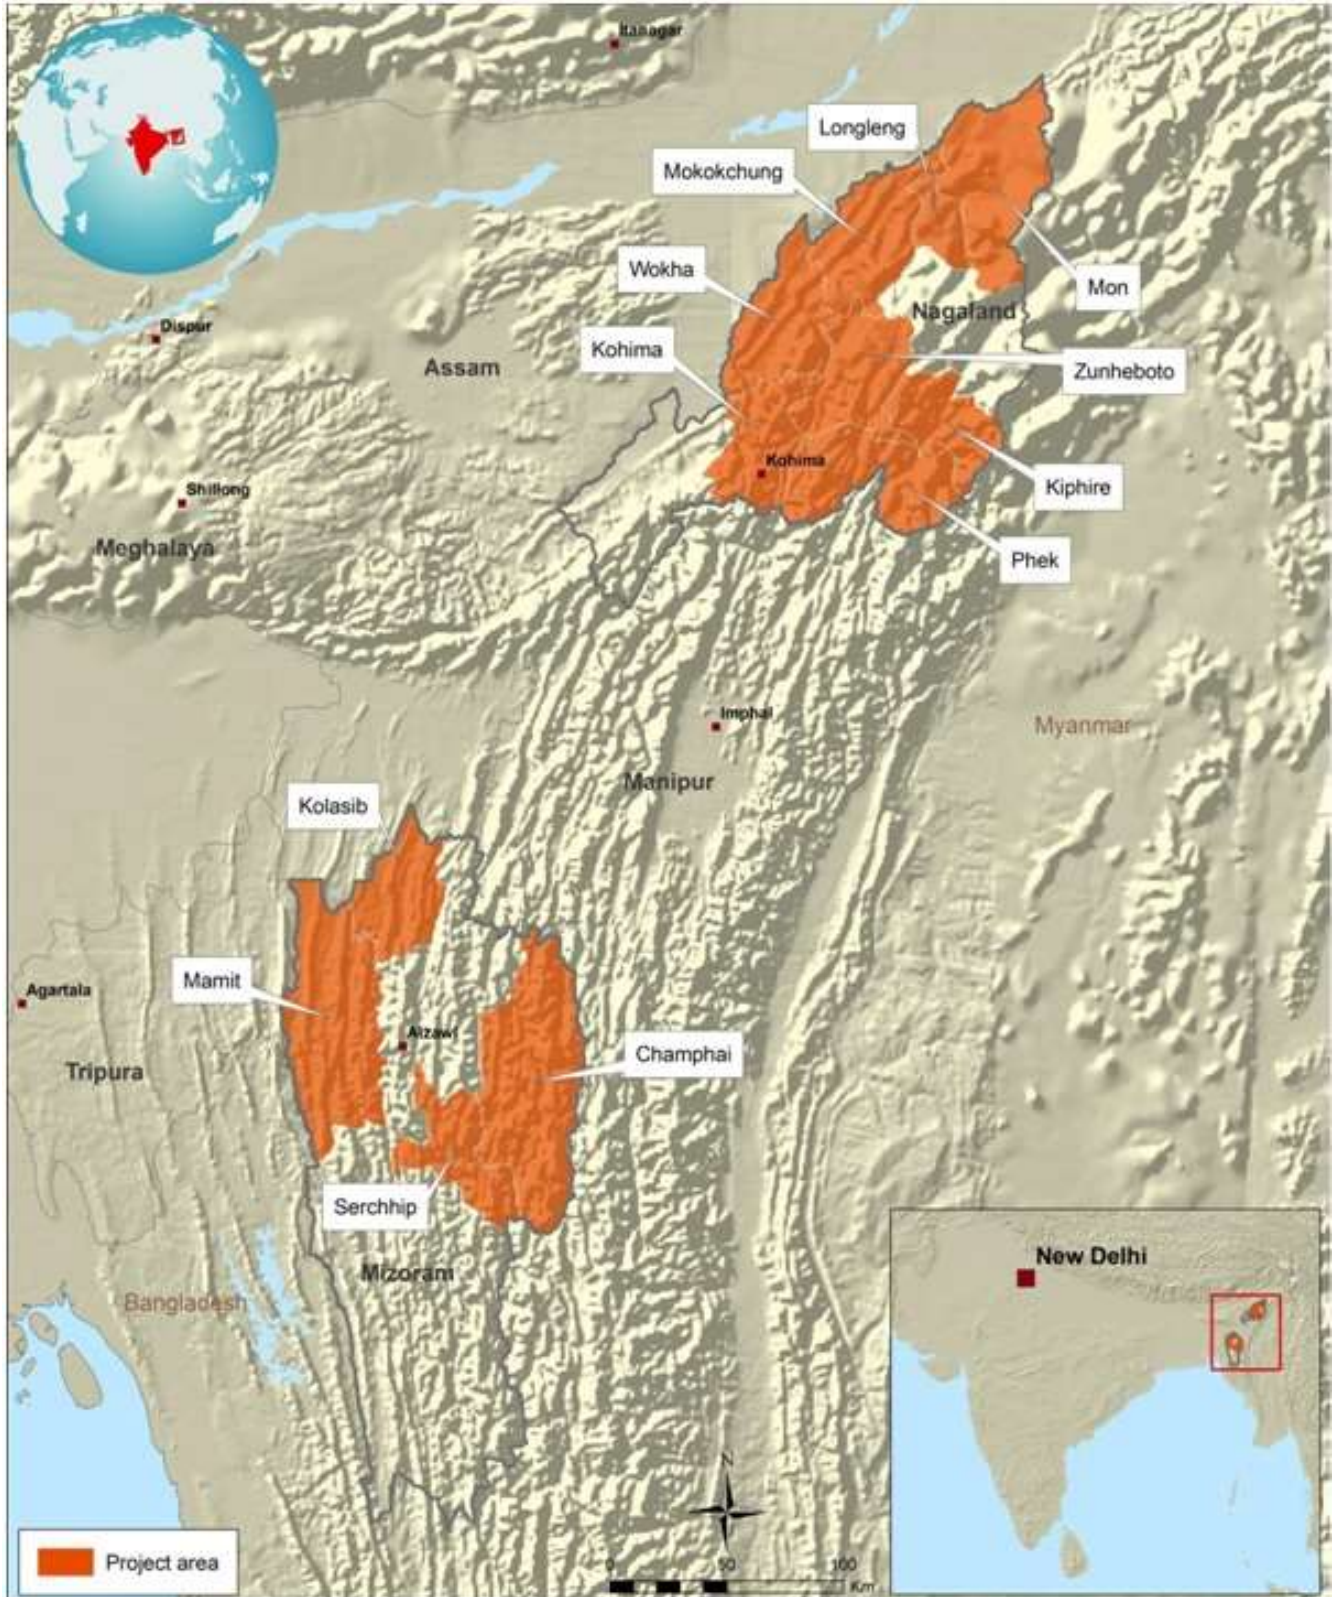 Itanagar
Longleng
Mokokchung
Wokha
Mon
Nagaland
Dispur
Kohima
Assam
Zunheboto
Kohima
Kiphire
Shillong
Meghalaya
Phek
Imphal
Myanmar
Manipur
Kolasib
Mamit
Agartala
Aizawl
Champhai
Tripura
Serchhip
New Delhi
Mizoram
Bangladesh
N
Project area
0 50 100
Km